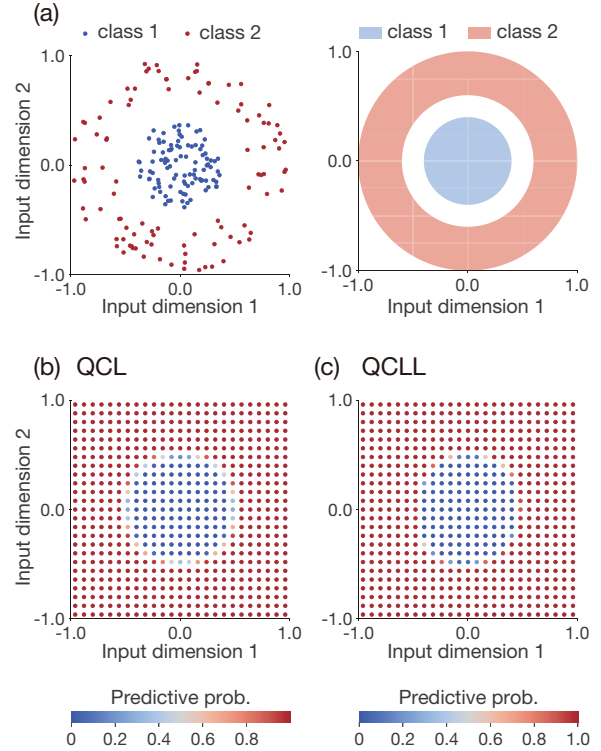 (a)
class 1 class 2
class 1 class 2
Input dimension 2
1.0
0.0
-1.0
-1.0 0.0 1.0
Input dimension 1
1.0
0.0
-1.0
-1.0 0.0 1.0
Input dimension 1
(b) QCL
Input dimension 2
1.0
0.0
-1.0
-1.0 0.0 1.0
Input dimension 1
(c) QCLL
1.0
0.0
-1.0
-1.0 0.0 1.0
Input dimension 1
Predictive prob.
0 0.2 0.4 0.6 0.8
Predictive prob.
0 0.2 0.4 0.6 0.8 1.0